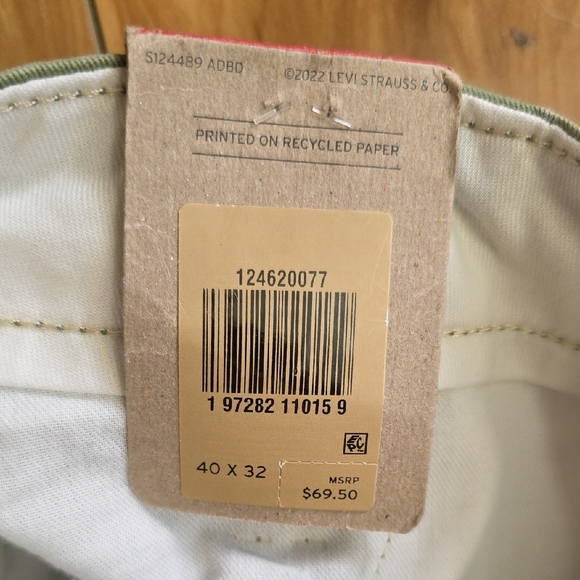 S124489 ADBD ©2022 LEVI STRAUSS & CO
PRINTED ON RECYCLED PAPER
124620077
1 97282 11015 9
40 X 32
MSRP
$69.50